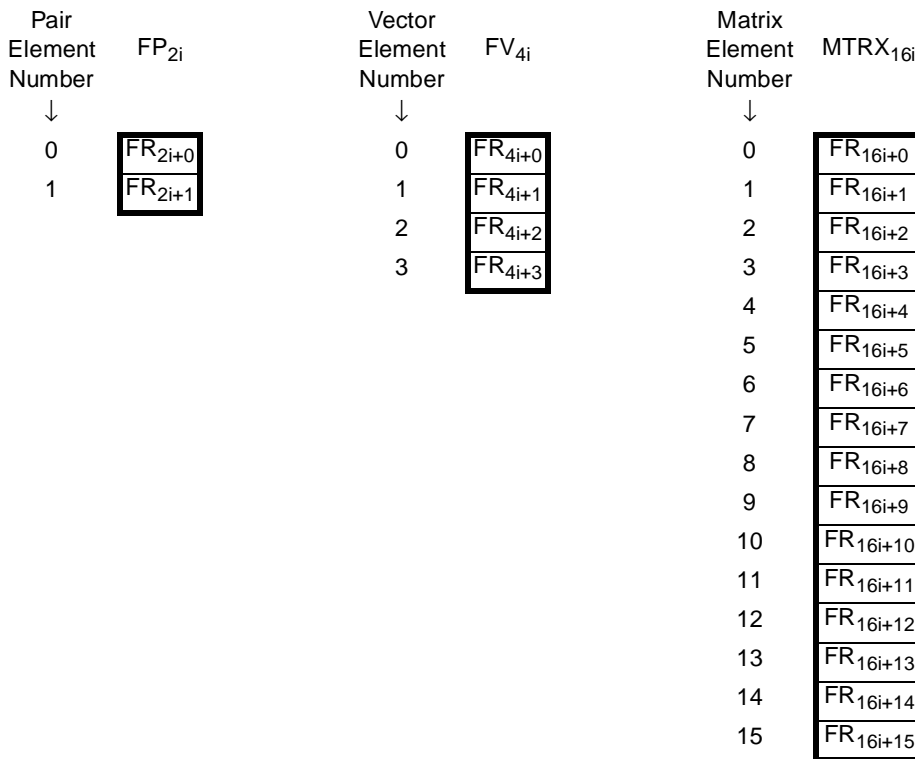 Pair
Element
Number
↓
FP2i
0 FR2i+0
1 FR2i+1
Vector
Element
Number
↓
FV4i
0 FR4i+0
1 FR4i+1
2 FR4i+2
3 FR4i+3
Matrix
Element
Number
↓
MTRX16i
0 FR16i+0
1 FR16i+1
2 FR16i+2
3 FR16i+3
4 FR16i+4
5 FR16i+5
6 FR16i+6
7 FR16i+7
8 FR16i+8
9 FR16i+9
10 FR16i+10
11 FR16i+11
12 FR16i+12
13 FR16i+13
14 FR16i+14
15 FR16i+15